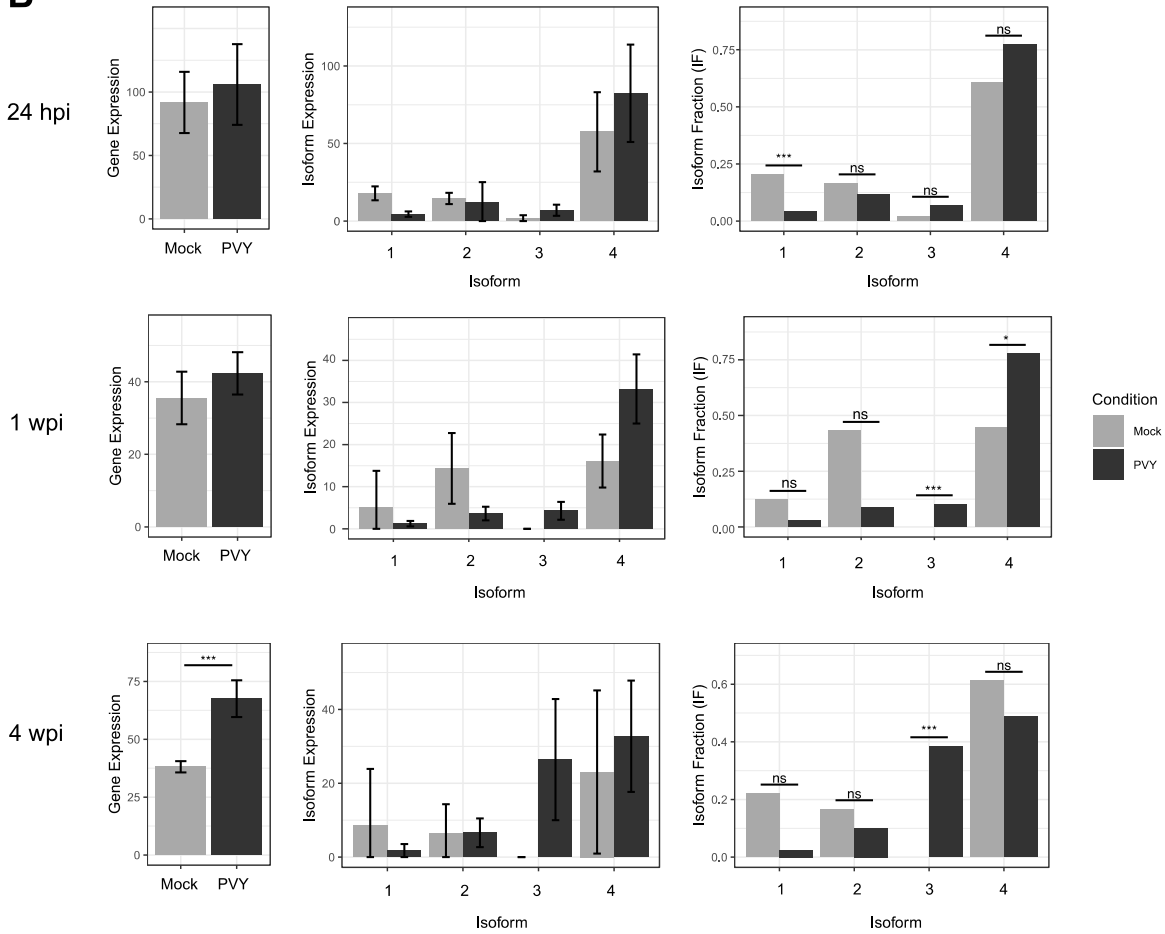 24 hpi
Gene Expression
100
50
0
Mock PVY
Isoform Expression
100
50
0
1 2 3 4
Isoform
Isoform Fraction (IF)
0.75
0.50
0.25
0.00
***
ns
ns
ns
1 2 3 4
Isoform
1 wpi
Gene Expression
40
20
0
Mock PVY
Isoform Expression
40
30
20
10
0
1 2 3 4
Isoform
Isoform Fraction (IF)
0.75
0.50
0.25
0.00
ns
ns
***
*
1 2 3 4
Isoform
Condition
Mock
PVY
4 wpi
Gene Expression
75
50
25
0
***
Mock PVY
Isoform Expression
40
20
0
1 2 3 4
Isoform
Isoform Fraction (IF)
0.6
0.4
0.2
0.0
ns
ns
***
ns
1 2 3 4
Isoform